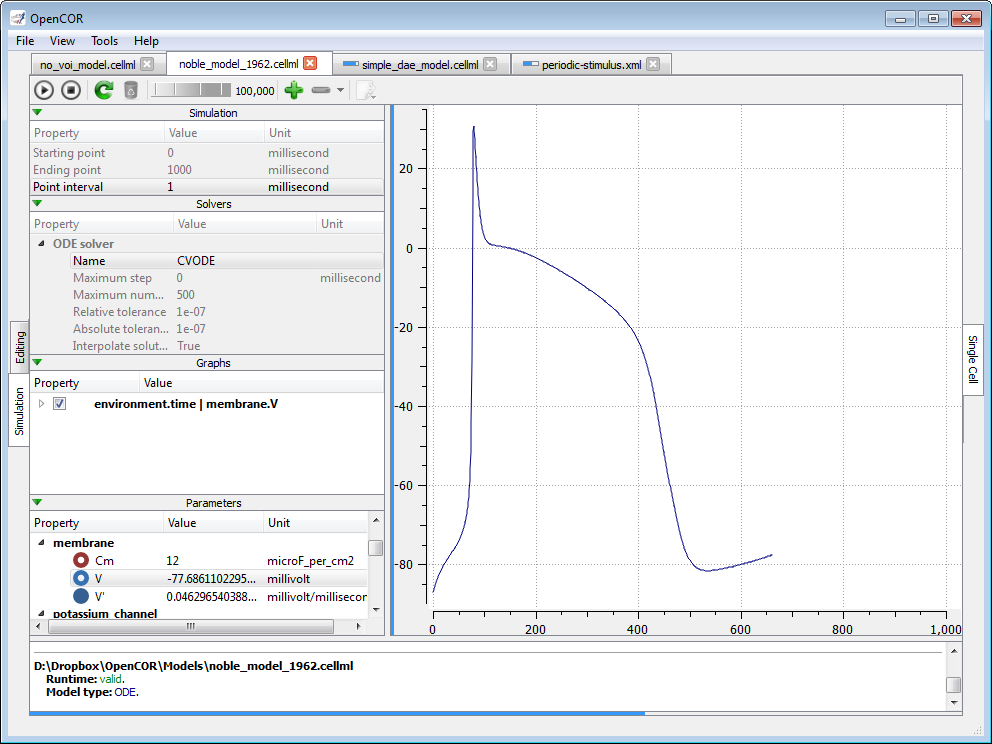 OpenCOR
File View Tools Help
no_voi_model.cellml noble_model_1962.cellml simple_dae_model.cellml periodic-stimulus.xml
100,000
Simulation
Property Value Unit
Starting point 0 millisecond
Ending point 1000 millisecond
Point interval 1 millisecond
Solvers
Property Value Unit
ODE solver
Name CVODE
Maximum step 0 millisecond
Maximum num... 500
Relative tolerance 1e-07
Absolute toleran... 1e-07
Interpolate solut... True
Graphs
Property Value
environment.time | membrane.V
Parameters
Property Value Unit
membrane
Cm 12 microF_per_cm2
V -77.6861102295... millivolt
V' 0.046296540388... millivolt/millisecor
potassium_channel
Editing
Simulation
20
0
-20
-40
-60
-80
0 200 400 600 800 1,000
Single Cell
D:\Dropbox\OpenCOR\Models\noble_model_1962.cellml
Runtime: valid.
Model type: ODE.